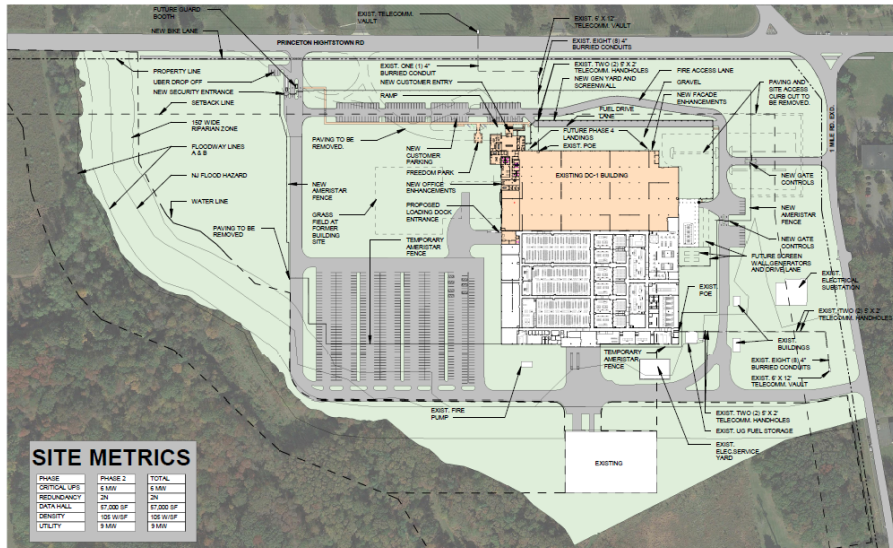 FUTURE GUARD
BOOTH
NEW BIKE LANE
EXIST. TELECOMM.
VAULT
EXIST. 6' X 12'
TELECOMM. VAULT
PRINCETON HIGHTSTOWN RD
EXIST. EIGHT (8) 4"
BURRIED CONDUITS
PROPERTY LINE
UBER DROP OFF
NEW SECURITY ENTRANCE
SETBACK LINE
150' WIDE
RIPARIAN ZONE
FLOODWAY LINES
A & B
NJ FLOOD HAZARD
WATER LINE
PAVING TO BE
REMOVED
EXIST. ONE (1) 4"
BURRIED CONDUIT
NEW CUSTOMER ENTRY
RAMP
EXIST. TWO (2) 5' X 2'
TELECOMM. HANDHOLES
NEW GEN YARD AND
SCREENWALL
FUEL DRIVE
LANE
FIRE ACCESS LANE
GRAVEL
NEW FACADE
ENHANCEMENTS
PAVING AND
SITE ACCESS
CURB CUT TO
BE REMOVED.
1 MILE RD. EXD.
PAVING TO BE
REMOVED.
NEW
CUSTOMER
PARKING
FREEDOM PARK
FUTURE PHASE 4
LANDINGS
EXIST. POE
EXISTING DC-1 BUILDING
NEW
AMERISTAR
FENCE
NEW OFFICE
ENHANCEMENTS
GRASS
FIELD AT
FORMER
BUILDING
SITE
PROPOSED
LOADING DOCK
ENTRANCE
TEMPORARY
AMERISTAR
FENCE
NEW GATE
CONTROLS
NEW
AMERISTAR
FENCE
NEW GATE
CONTROLS
FUTURE SCREEN
WALL,GENERATORS
AND DRIVE LANE
EXIST.
ELECTRICAL
SUBSTATION
EXIST.
POE
EXIST. (TWO (2) 5' X 2'
TELECOMM. HANDHOLES
EXIST.
BUILDINGS
TEMPORARY
AMERISTAR
FENCE
EXIST. EIGHT (8) 4"
BURRIED CONDUITS
EXIST. 6' X 12'
TELECOMM. VAULT
EXIST. FIRE
PUMP
EXIST. TWO (2) 5' X 2'
TELECOMM. HANDHOLES
EXIST. UG FUEL STORAGE
EXIST.
ELEC.SERVICE
YARD
EXISTING
SITE METRICS
PHASE PHASE 2 TOTAL
CRITICAL UPS 6 MW 6 MW
REDUNDANCY 2N 2N
DATA HALL 57,000 SF 57,000 SF
DENSITY 105 W/SF 105 W/SF
UTILITY 9 MW 9 MW